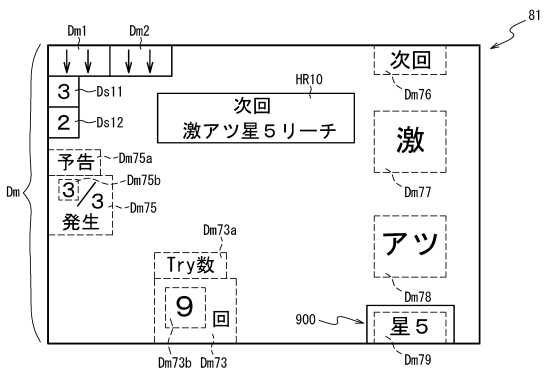 81
Dm1
Dm2
↓ ↓ ↓ ↓
3
Ds11
2
Ds12
HR10
次回
激アツ星5リーチ
次回
Dm76
激
Dm77
アツ
Dm78
900
星5
Dm79
Dm
予告
Dm75a
Dm75b
3/3
発生
Dm75
Dm73a
Try数
9
回
Dm73b
Dm73